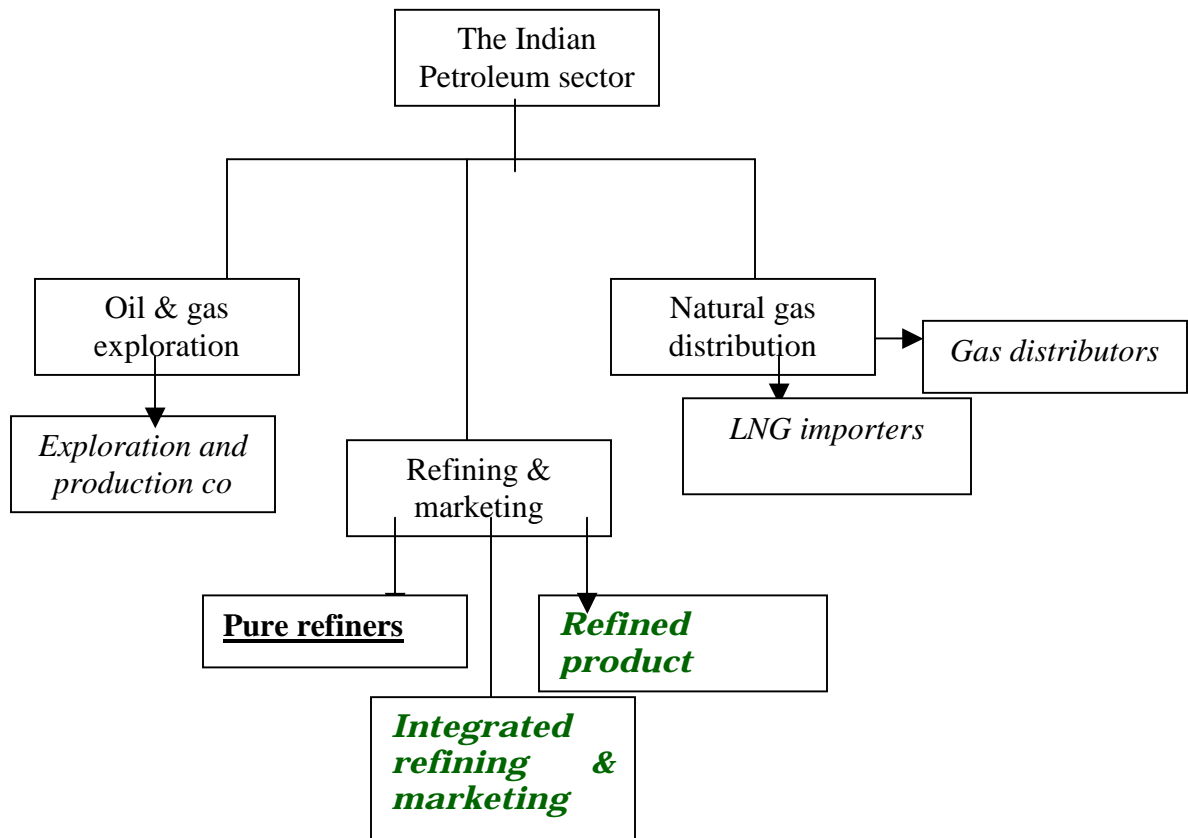 The Indian
Petroleum sector
Oil & gas
exploration
Natural gas
distribution
Gas distributors
LNG importers
Exploration and
production co
Refining &
marketing
Pure refiners
Refined
product
Integrated
refining &
marketing